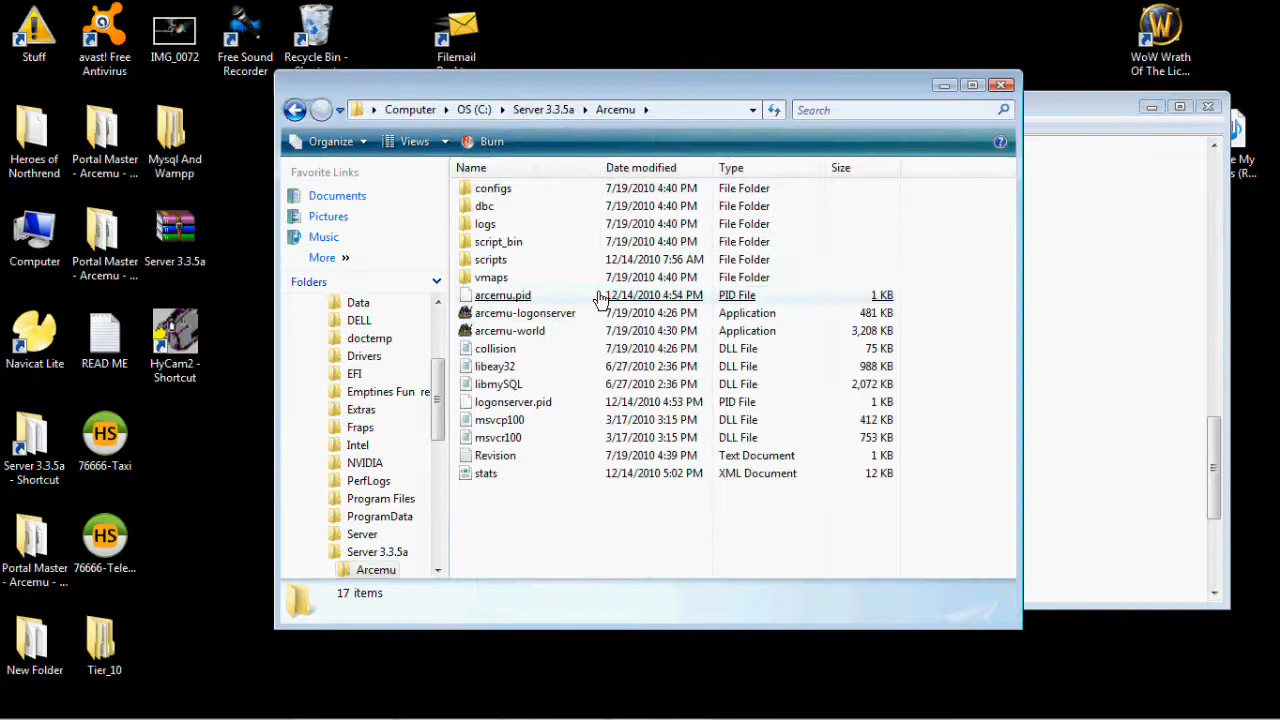 Stuff
avast! Free
Antivirus
IMG_0072
Free Sound
Recorder
Recycle Bin -
Filemail
WoW Wrath
Of The Lic...
Heroes of
Northrend
Portal Master
- Arcemu - ...
Mysql And
Wampp
Computer
Portal Master
- Arcemu - ...
Server 3.3.5a
Navicat Lite
READ ME
HyCam2 -
Shortcut
Server 3.3.5a
- Shortcut
76666-Taxi
Portal Master
- Arcemu - ...
76666-Tele...
New Folder
Tier_10
Computer
OS (C:)
Server 3.3.5a
Arcemu
Search
Organize
Views
Burn
Favorite Links
Documents
Pictures
Music
More »
Folders
Data
DELL
doctemp
Drivers
EFI
Emptines Fun re
Extras
Fraps
Intel
NVIDIA
PerfLogs
Program Files
ProgramData
Server
Server 3.3.5a
Arcemu
Name Date modified Type Size
configs 7/19/2010 4:40 PM File Folder
dbc 7/19/2010 4:40 PM File Folder
logs 7/19/2010 4:40 PM File Folder
script_bin 7/19/2010 4:40 PM File Folder
scripts 12/14/2010 7:56 AM File Folder
vmaps 7/19/2010 4:40 PM File Folder
arcemu.pid 12/14/2010 4:54 PM PID File 1 KB
arcemu-logonserver 7/19/2010 4:26 PM Application 481 KB
arcemu-world 7/19/2010 4:30 PM Application 3,208 KB
collision 7/19/2010 4:26 PM DLL File 75 KB
libeay32 6/27/2010 2:36 PM DLL File 988 KB
libmySQL 6/27/2010 2:36 PM DLL File 2,072 KB
logonserver.pid 12/14/2010 4:53 PM PID File 1 KB
msvcp100 3/17/2010 3:15 PM DLL File 412 KB
msvcr100 3/17/2010 3:15 PM DLL File 753 KB
Revision 7/19/2010 4:39 PM Text Document 1 KB
stats 12/14/2010 5:02 PM XML Document 12 KB
17 items